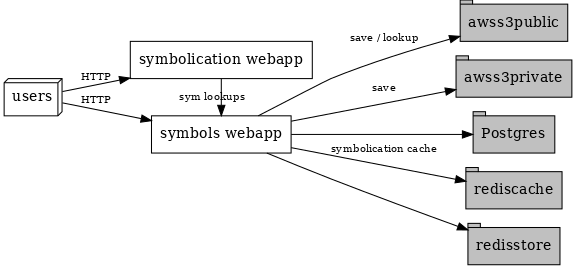 users
HTTP
HTTP
symbolication webapp
sym lookups
symbols webapp
save / lookup
save
symbolication cache
awss3public
awss3private
Postgres
rediscache
redisstore